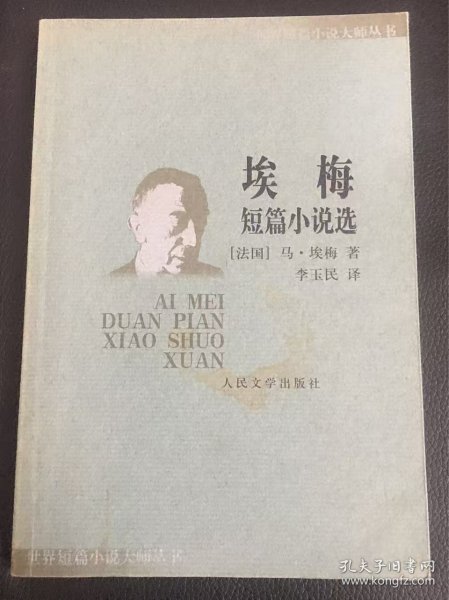 世界短篇小说大师丛书
埃梅
短篇小说选
[法国] 马·埃梅 著
李玉民 译
AI MEI
DUAN PIAN
XIAO SHUO
XUAN
人民文学出版社
世界短篇小说大师丛书
孔夫子旧书网
www.kongfz.com